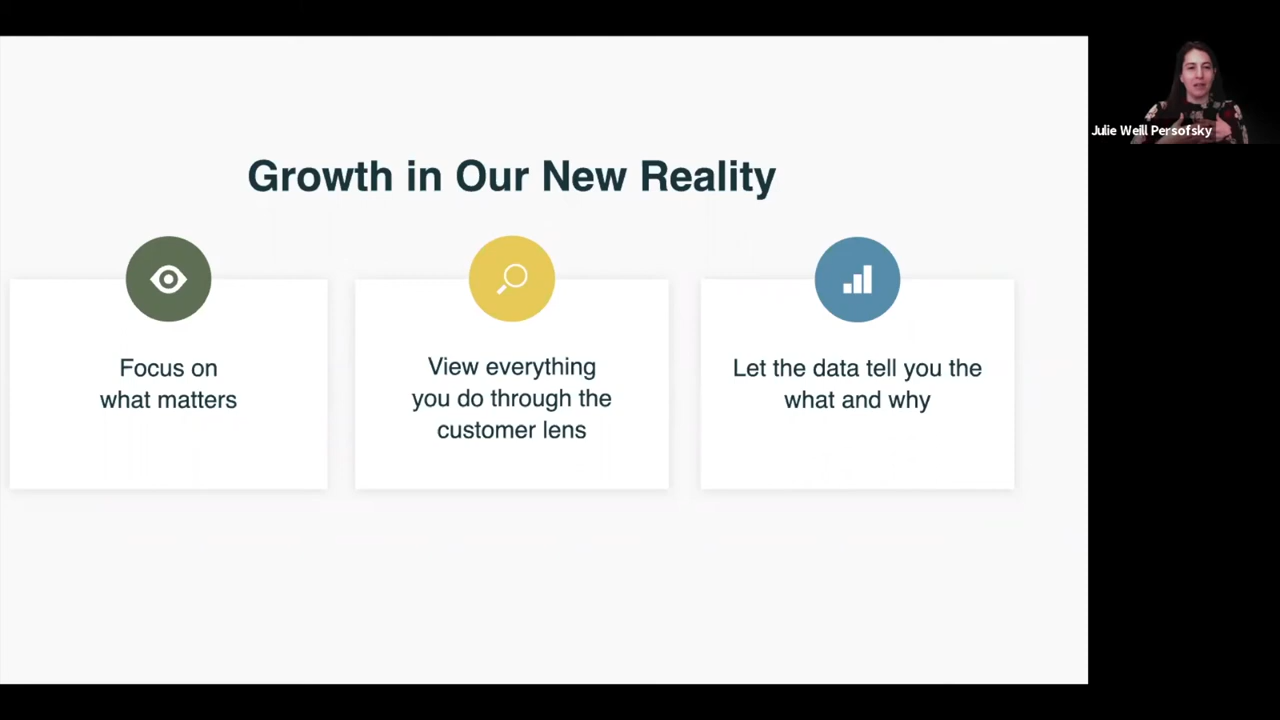 Growth in Our New Reality
Focus on
what matters
View everything
you do through the
customer lens
Let the data tell you the
what and why
Julie Weill Persofsky